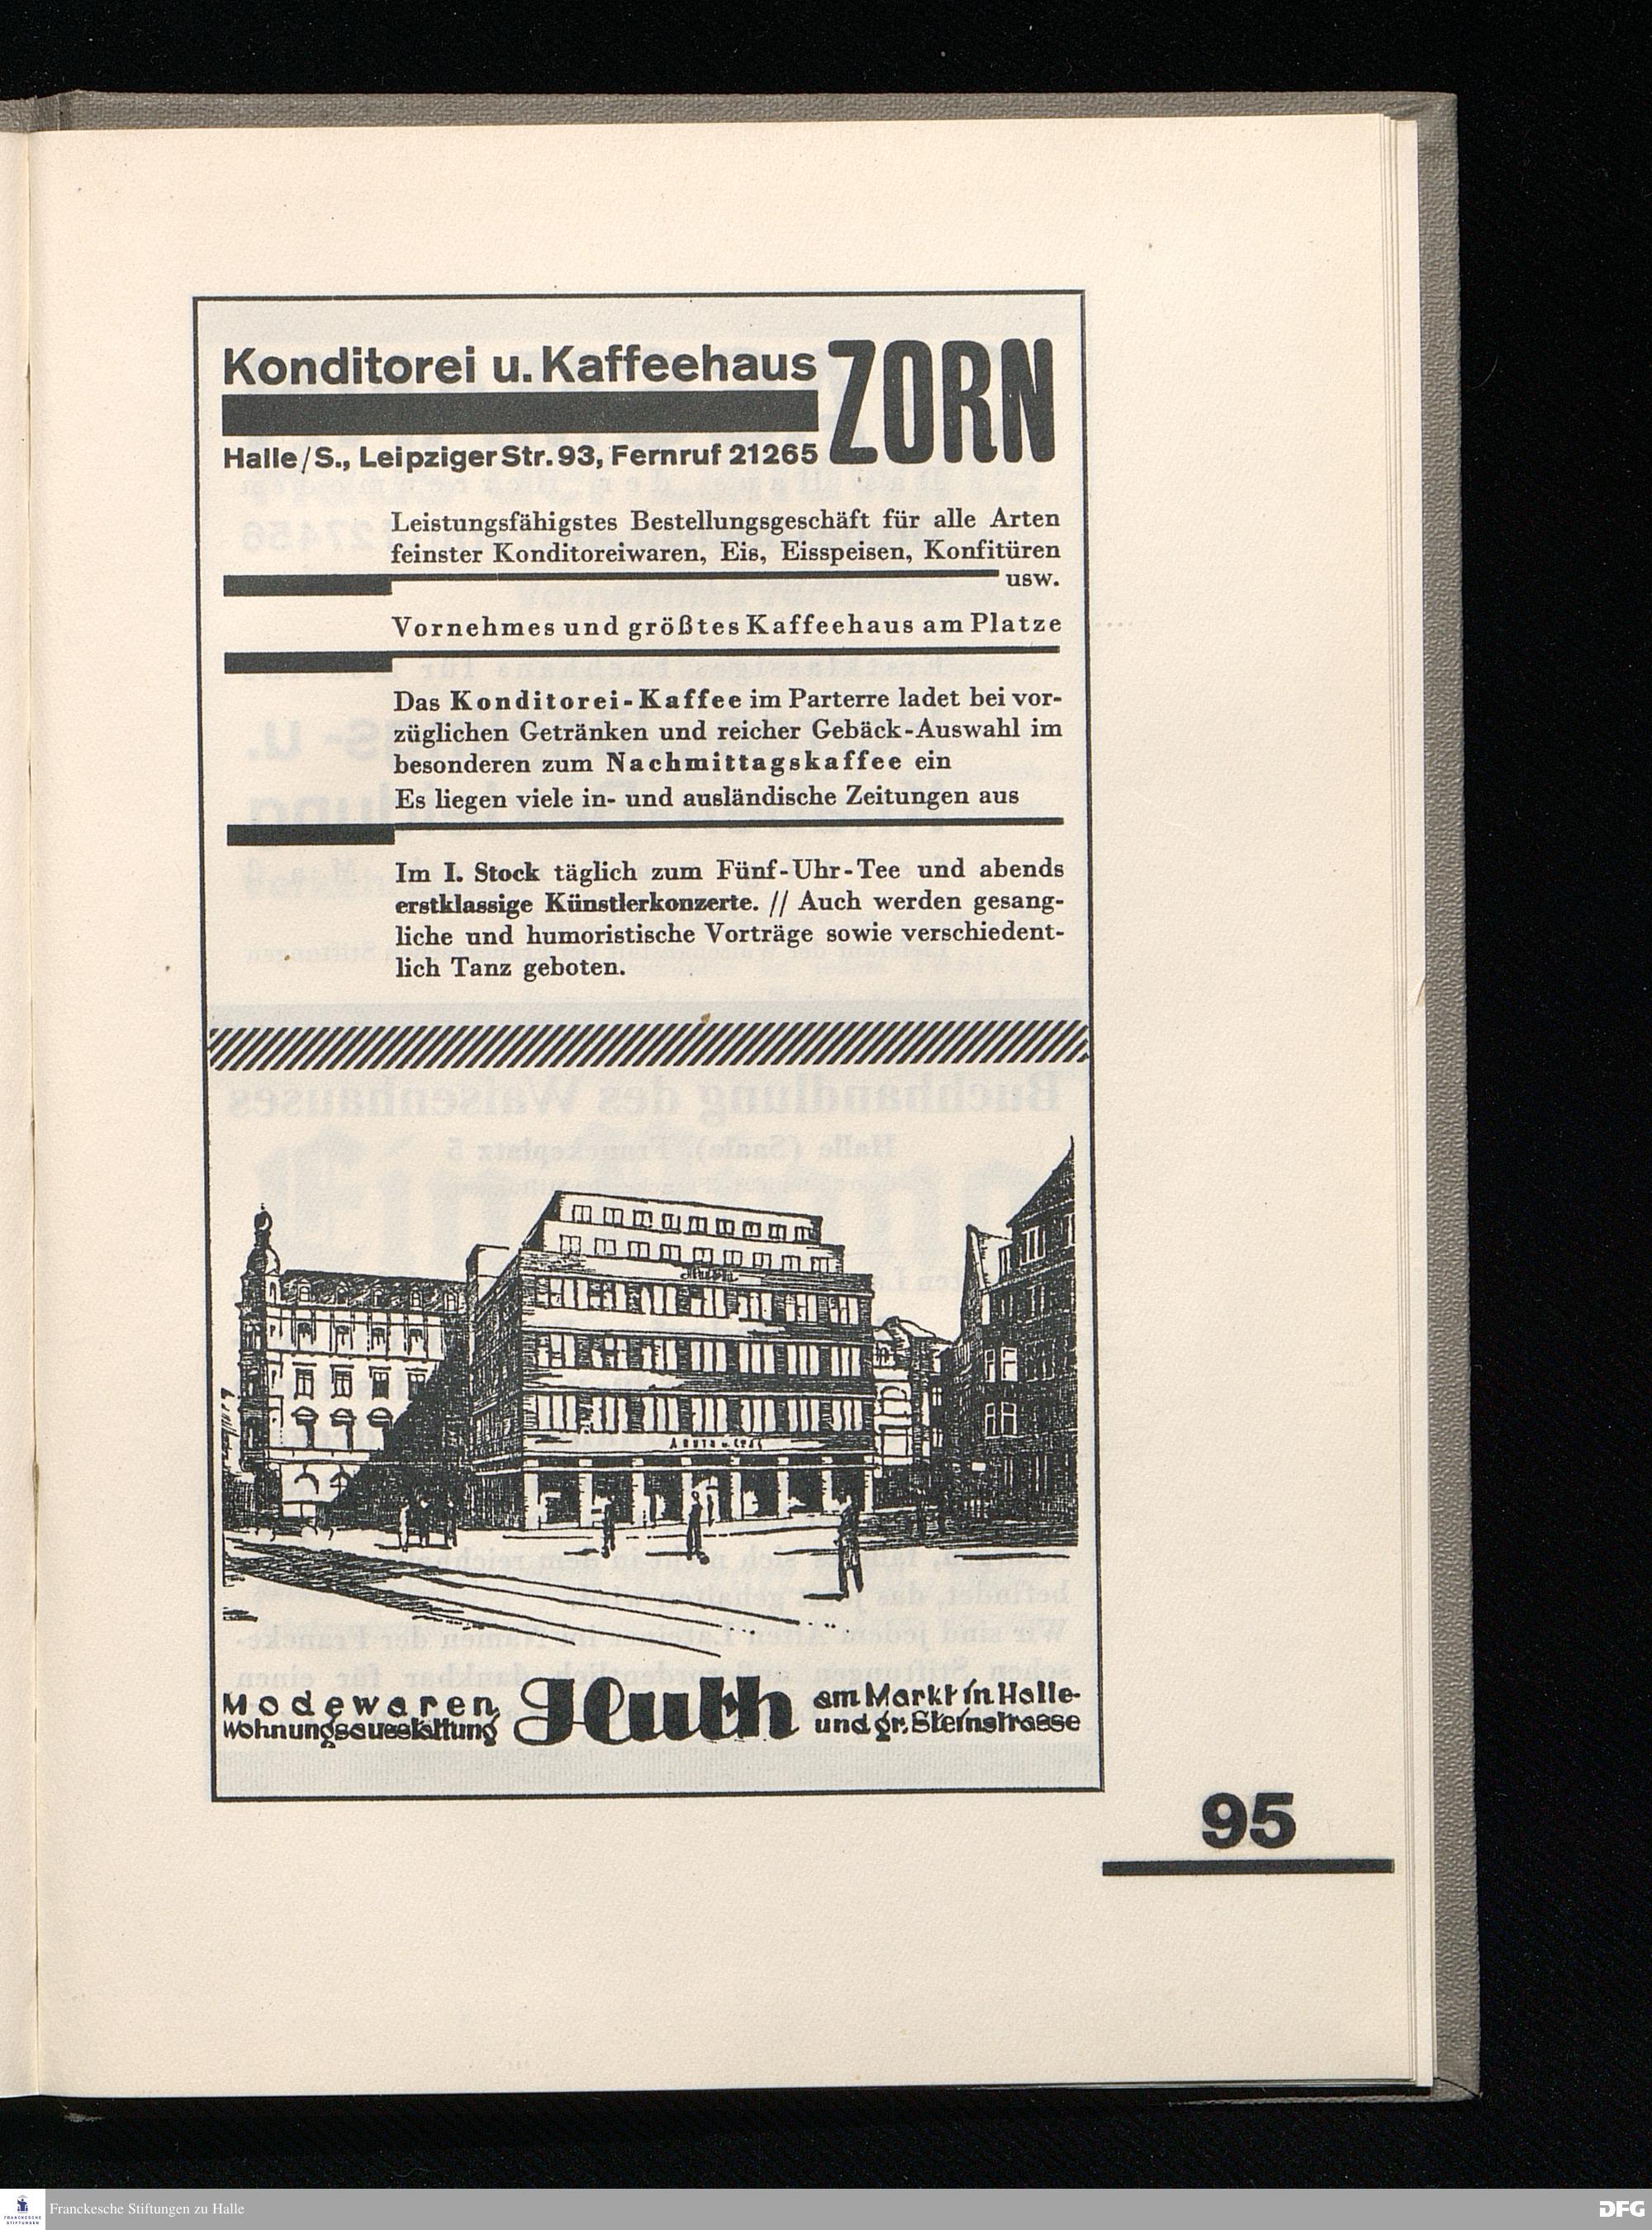 Konditorei u. Kaffeehaus ZORN
Halle/S., Leipziger Str. 93, Fernruf 21265
Leistungsfähigstes Bestellungsgeschäft für alle Arten
feinster Konditoreiwaren, Eis, Eisspeisen, Konfitüren
usw.
Vornehmes und größtes Kaffeehaus am Platze
Das Konditorei-Kaffee im Parterre ladet bei vor-
züglichen Getränken und reicher Gebäck-Auswahl im
besonderen zum Nachmittagskaffee ein
Es liegen viele in- und ausländische Zeitungen aus
Im I. Stock täglich zum Fünf-Uhr-Tee und abends
erstklassige Künstlerkonzerte. // Auch werden gesang-
liche und humoristische Vorträge sowie verschiedent-
lich Tanz geboten.
Modewaren
Wohnungsausstattung
Huth
am Markt in Halle-
und gr. Steinstrasse
95
Franckesche Stiftungen zu Halle
DFG